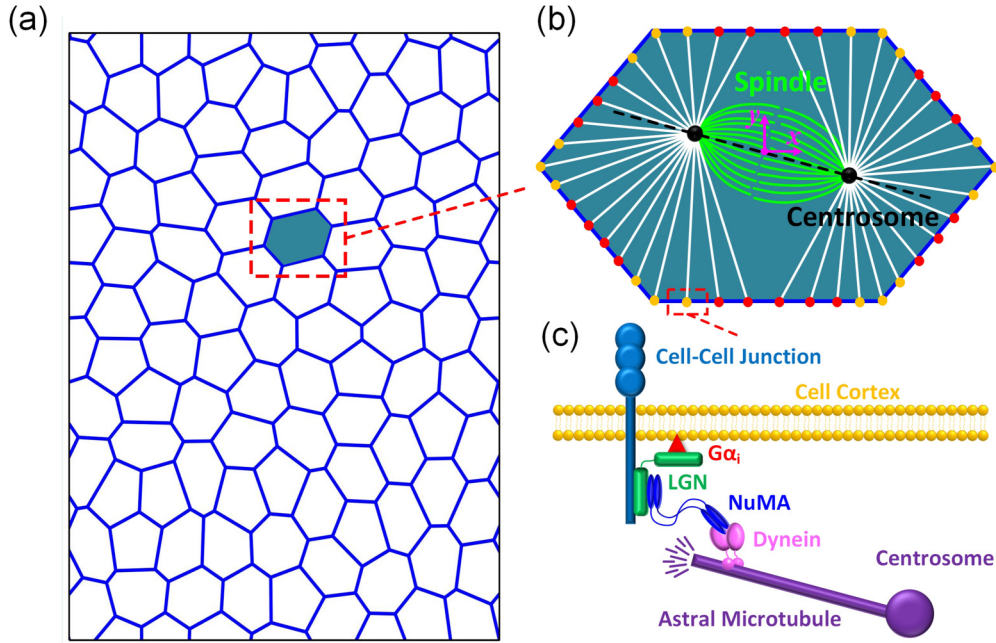 (a)
(b)
Spindle
y
x
Centrosome
(c)
Cell-Cell Junction
Cell Cortex
Gαi
LGN
NuMA
Dynein
Centrosome
Astral Microtubule